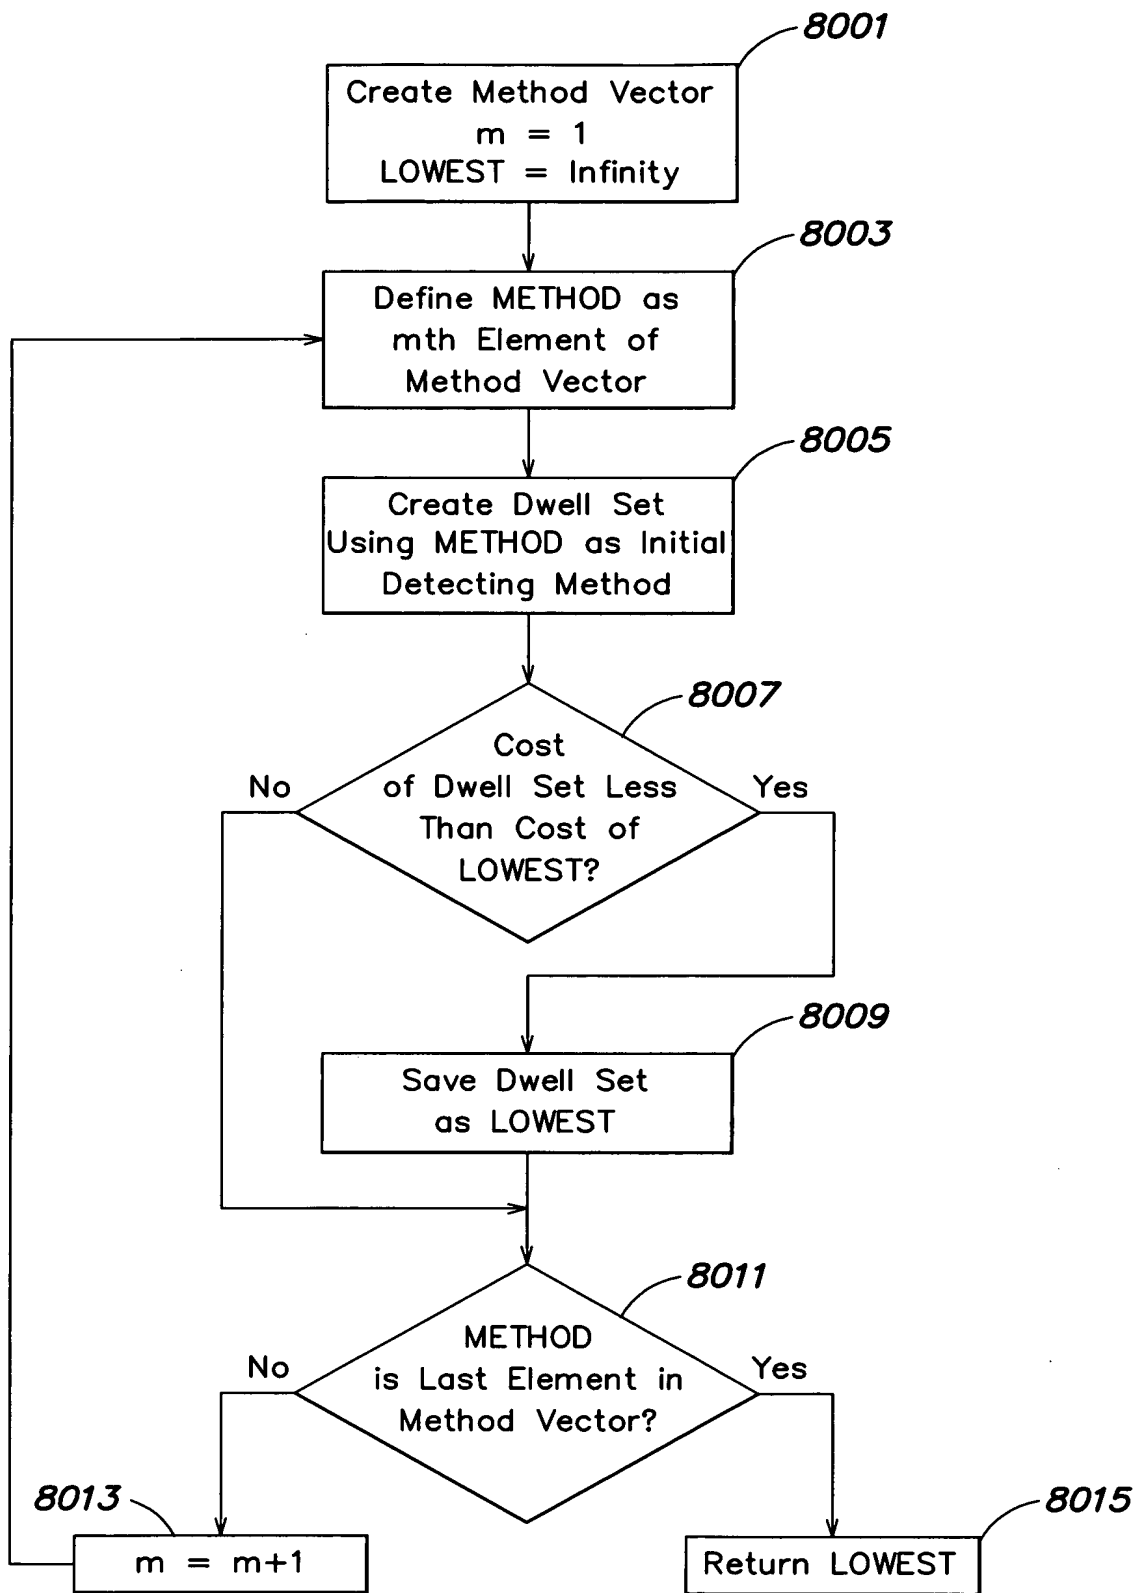 8001
Create Method Vector
m = 1
LOWEST = Infinity
8003
Define METHOD as
mth Element of
Method Vector
8005
Create Dwell Set
Using METHOD as Initial
Detecting Method
8007
Cost
of Dwell Set Less
Than Cost of
LOWEST?
No
Yes
8009
Save Dwell Set
as LOWEST
8011
METHOD
is Last Element in
Method Vector?
No
Yes
8013
m = m+1
8015
Return LOWEST